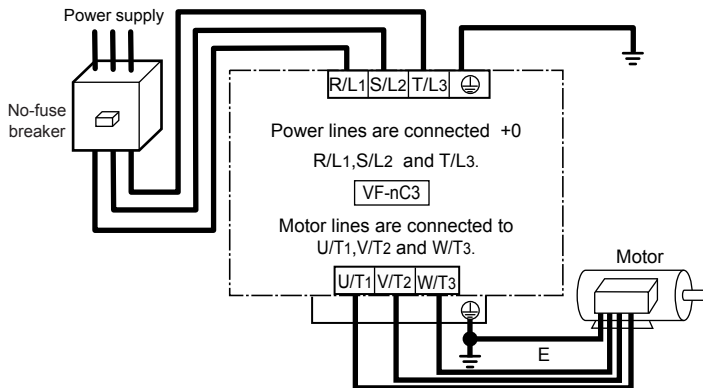 Power supply
No-fuse
breaker
R/L1 S/L2 T/L3
Power lines are connected +0
R/L1,S/L2 and T/L3.
VF-nC3
Motor lines are connected to
U/T1,V/T2 and W/T3.
U/T1 V/T2 W/T3
Motor
E